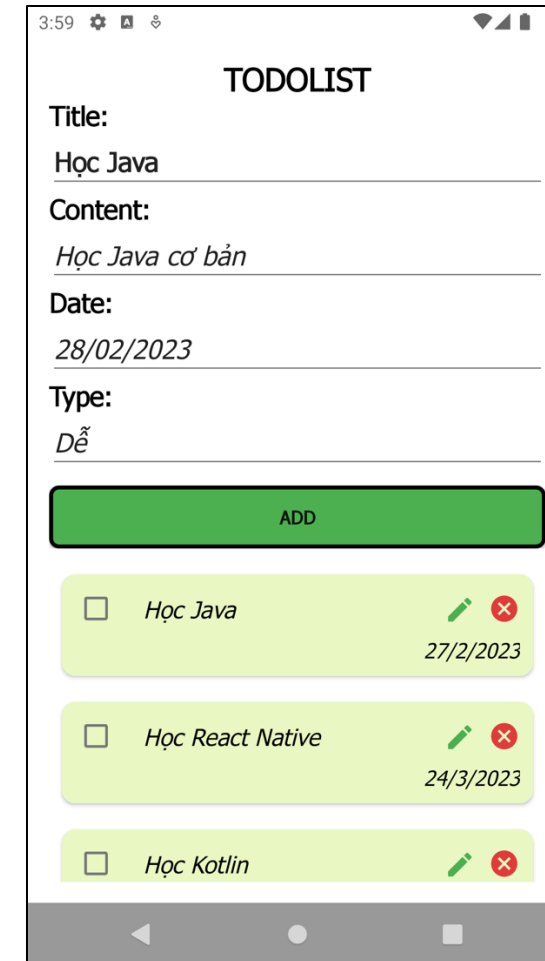 3:59
TODOLIST
Title:
Học Java
Content:
Học Java cơ bản
Date:
28/02/2023
Type:
Dễ
ADD
Học Java
27/2/2023
Học React Native
24/3/2023
Học Kotlin